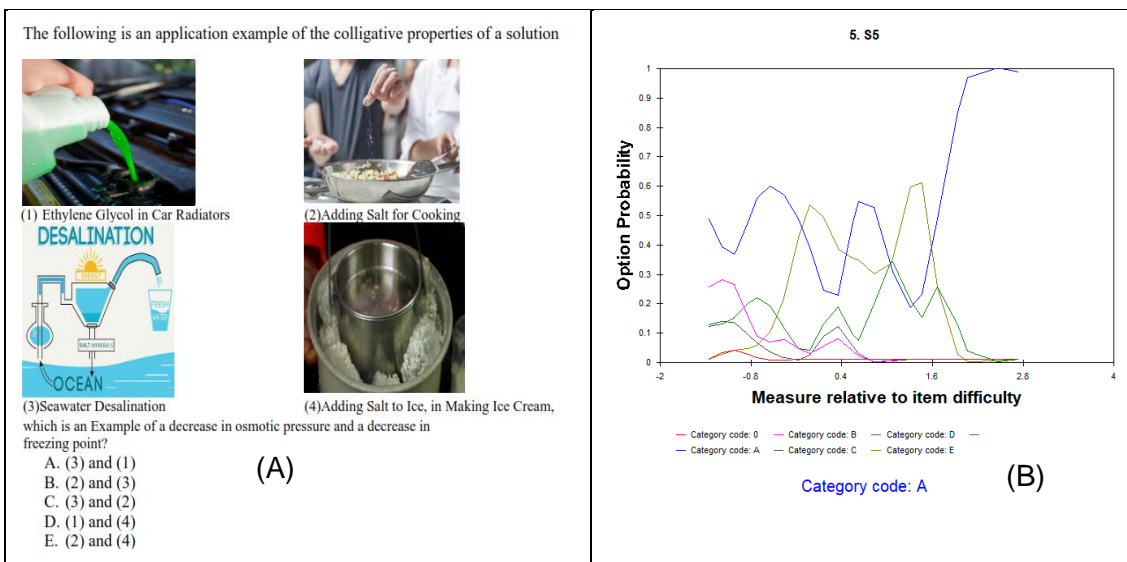 The following is an application example of the colligative properties of a solution
(1) Ethylene Glycol in Car Radiators
(2)Adding Salt for Cooking
DESALINATION
ENERGY
FRESH
WATER
SALT MINERALS
OCEAN
(3)Seawater Desalination
(4)Adding Salt to Ice, in Making Ice Cream,
which is an Example of a decrease in osmotic pressure and a decrease in
freezing point?
A. (3) and (1)
B. (2) and (3)
C. (3) and (2)
D. (1) and (4)
E. (2) and (4)
(A)
5. S5
Option Probability
1
0.9
0.8
0.7
0.6
0.5
0.4
0.3
0.2
0.1
0
-2
-0.8
0.4
1.6
2.8
4
Measure relative to item difficulty
Category code: 0
Category code: B
Category code: D
Category code: A
Category code: C
Category code: E
Category code: A
(B)